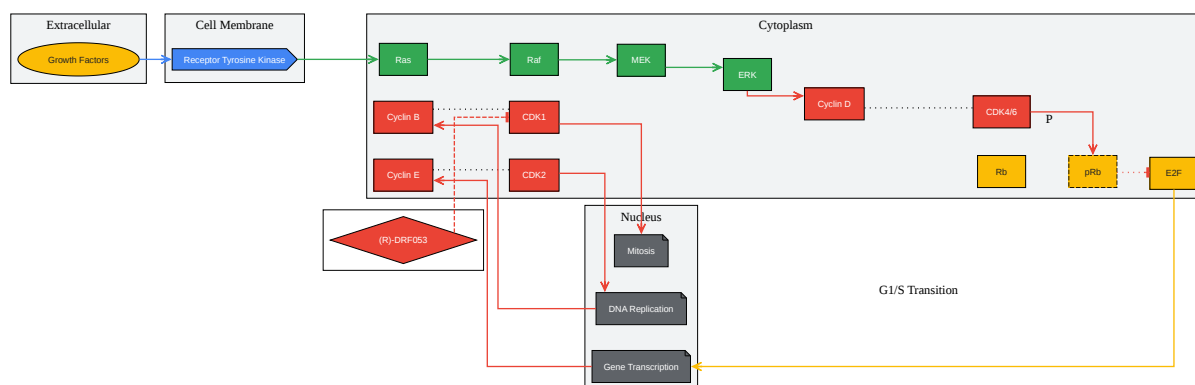 Extracellular
Cell Membrane
Cytoplasm
Growth Factors
Receptor Tyrosine Kinase
Ras
Raf
MEK
ERK
Cyclin D
CDK4/6
P
Cyclin B
CDK1
Cyclin E
CDK2
Rb
pRb
E2F
Nucleus
(R)-DRF053
Mitosis
G1/S Transition
DNA Replication
Gene Transcription